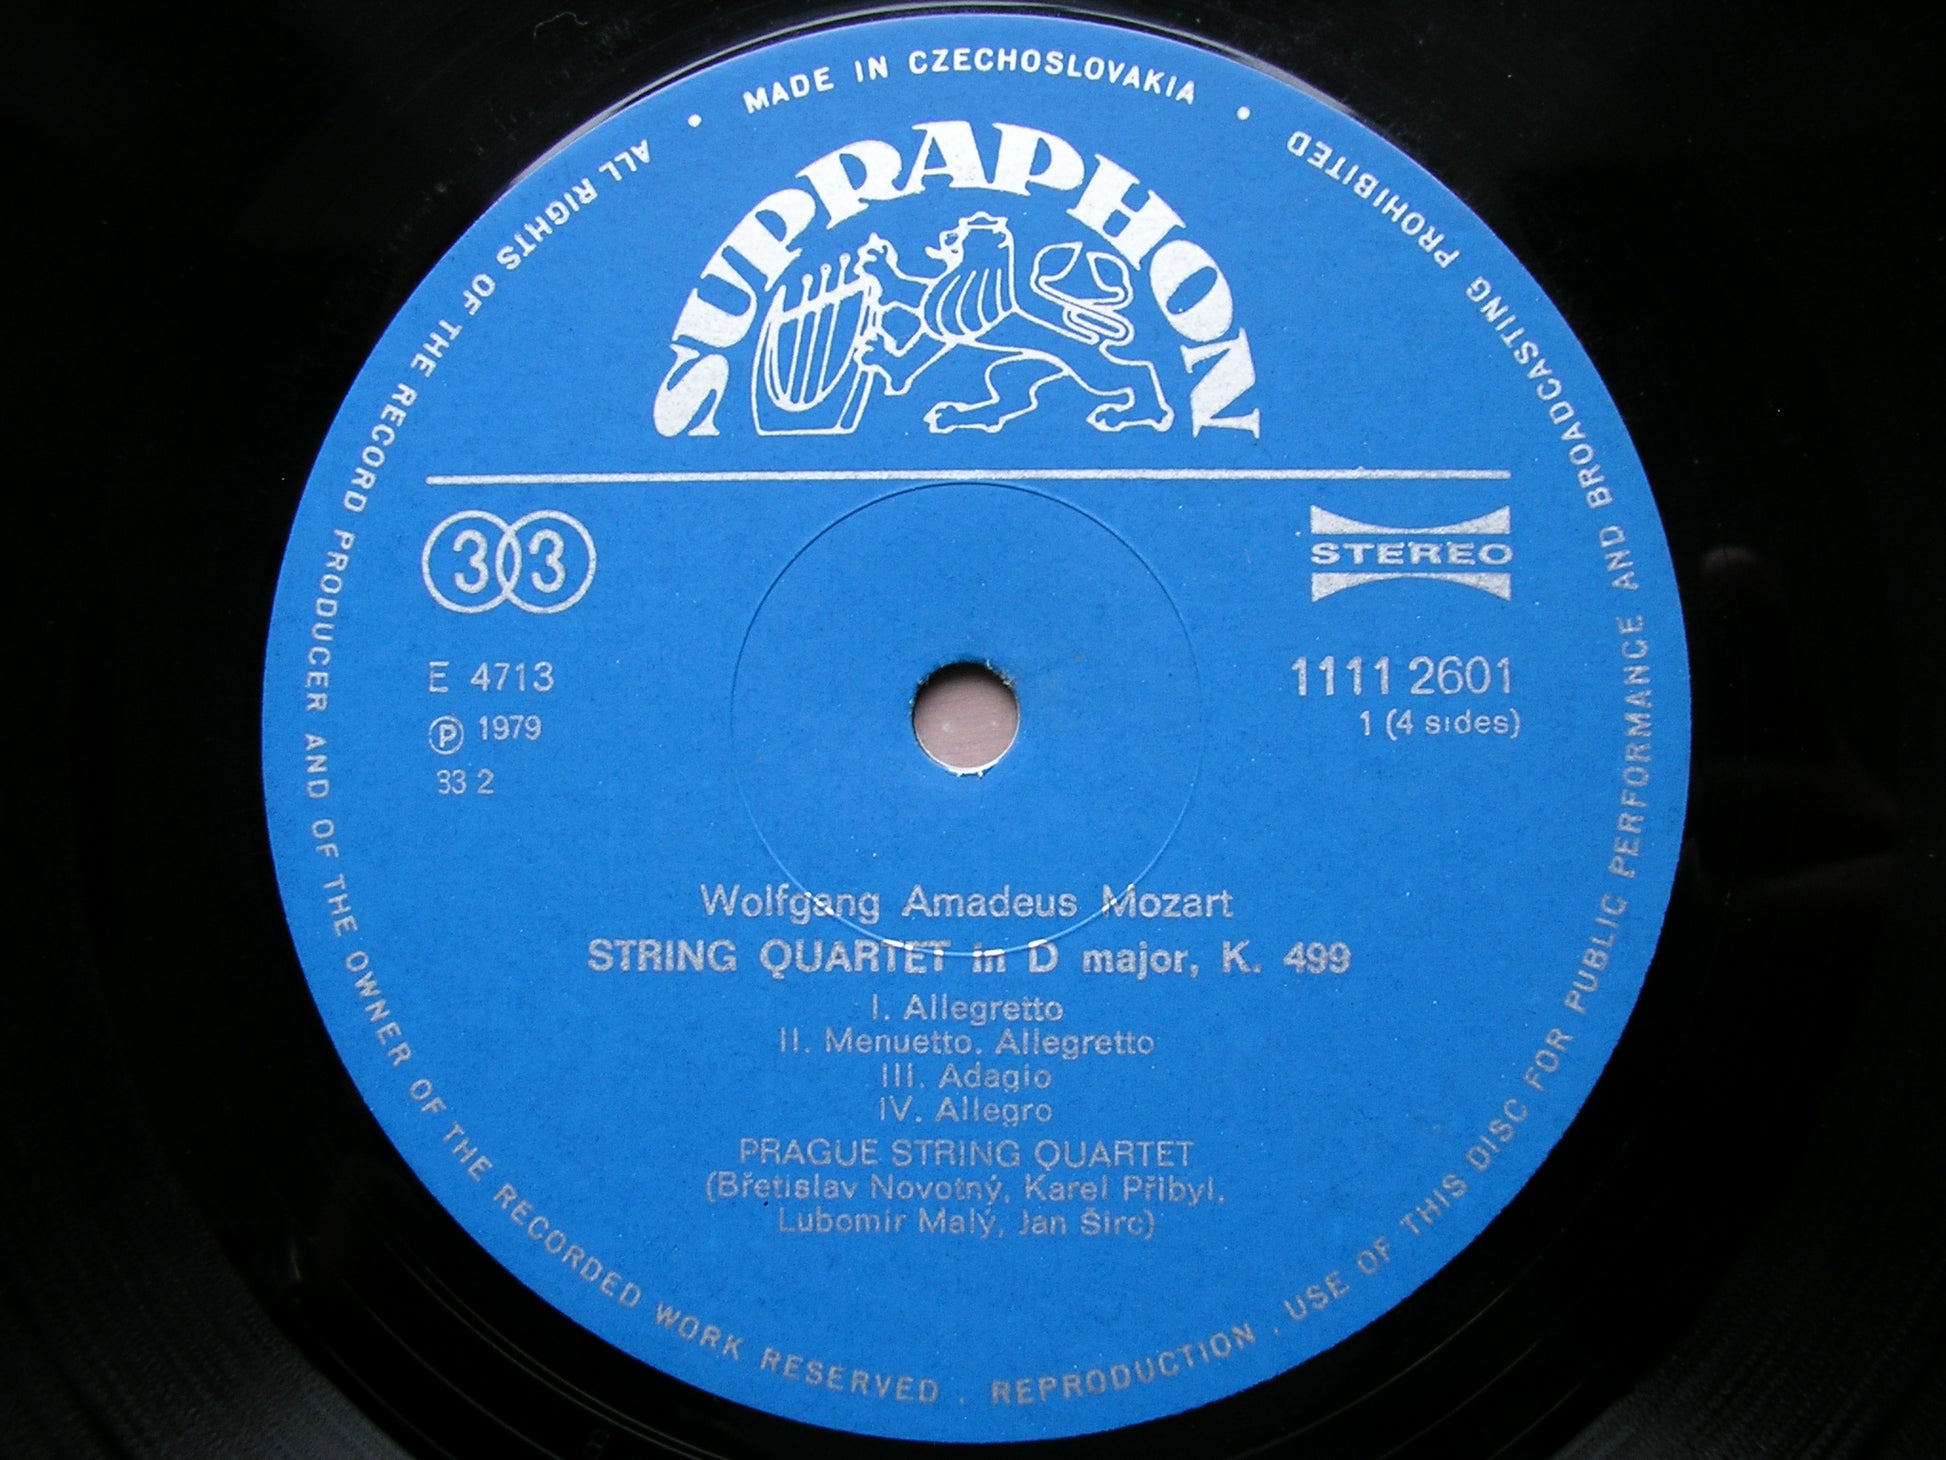 MADE IN CZECHOSLOVAKIA
SUPRAPHON
33
STEREO
E 4713
1111 2601
Ⓟ 1979
1 (4 sides)
33 2
Wolfgang Amadeus Mozart
STRING QUARTET in D major, K. 499
I. Allegretto
II. Menuetto. Allegretto
III. Adagio
IV. Allegro
PRAGUE STRING QUARTET
(Břetislav Novotný, Karel Přibyl,
Lubomír Malý, Jan Širc)
ALL RIGHTS OF THE RECORD PRODUCER AND OF THE OWNER OF THE RECORDED WORK RESERVED . REPRODUCTION . USE OF THIS DISC FOR PUBLIC PERFORMANCE AND BROADCASTING PROHIBITED